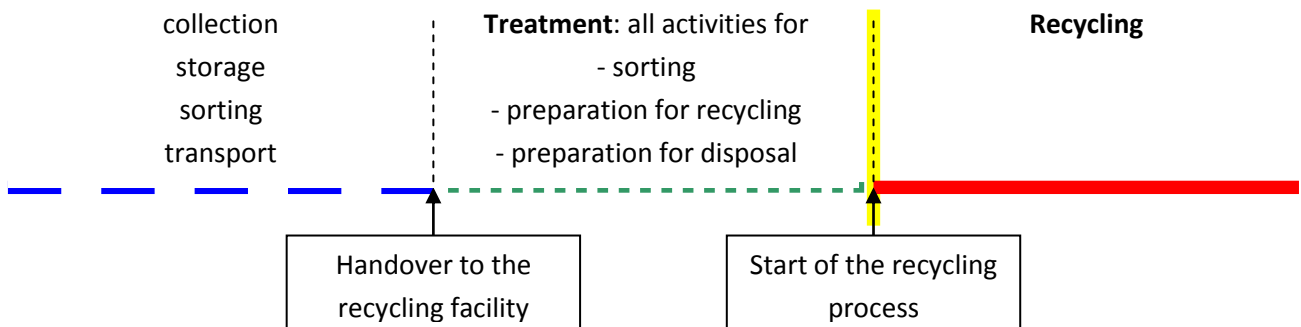 collection
storage
sorting
transport
Treatment: all activities for
- sorting
- preparation for recycling
- preparation for disposal
Recycling
Handover to the
recycling facility
Start of the recycling
process